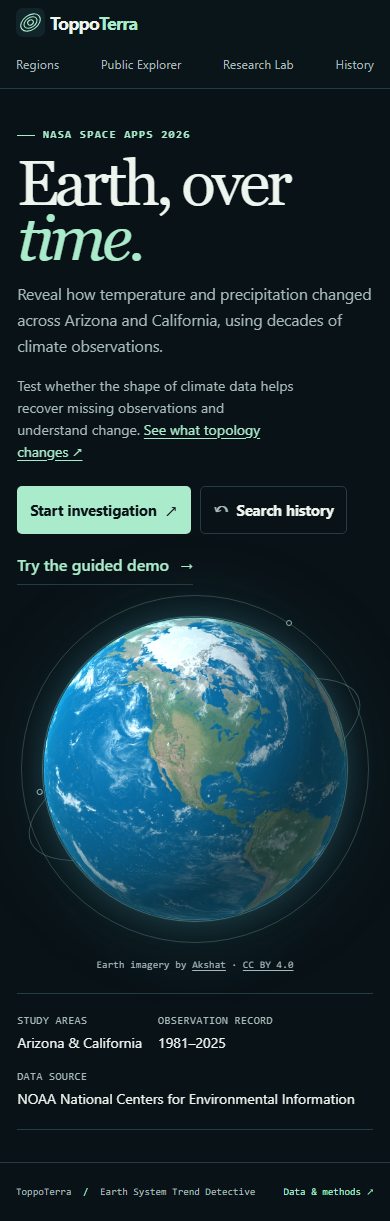 ToppoTerra
Regions Public Explorer Research Lab History
NASA SPACE APPS 2026
Earth, over
time.
Reveal how temperature and precipitation changed
across Arizona and California, using decades of
climate observations.
Test whether the shape of climate data helps
recover missing observations and
understand change. See what topology
changes ↗
Start investigation ↗ Search history
Try the guided demo →
Earth imagery by Akshat · CC BY 4.0
STUDY AREAS OBSERVATION RECORD
Arizona & California 1981–2025
DATA SOURCE
NOAA National Centers for Environmental Information
ToppoTerra / Earth System Trend Detective Data & methods ↗